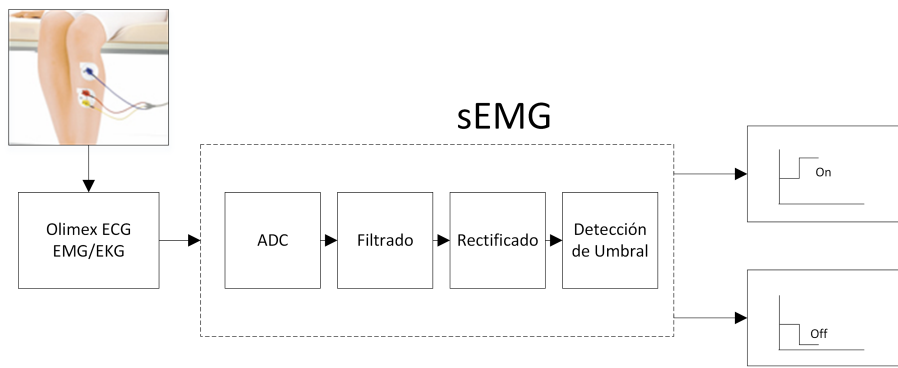 sEMG
Olimex ECG
EMG/EKG
ADC
Filtrado
Rectificado
Detección
de Umbral
On
Off